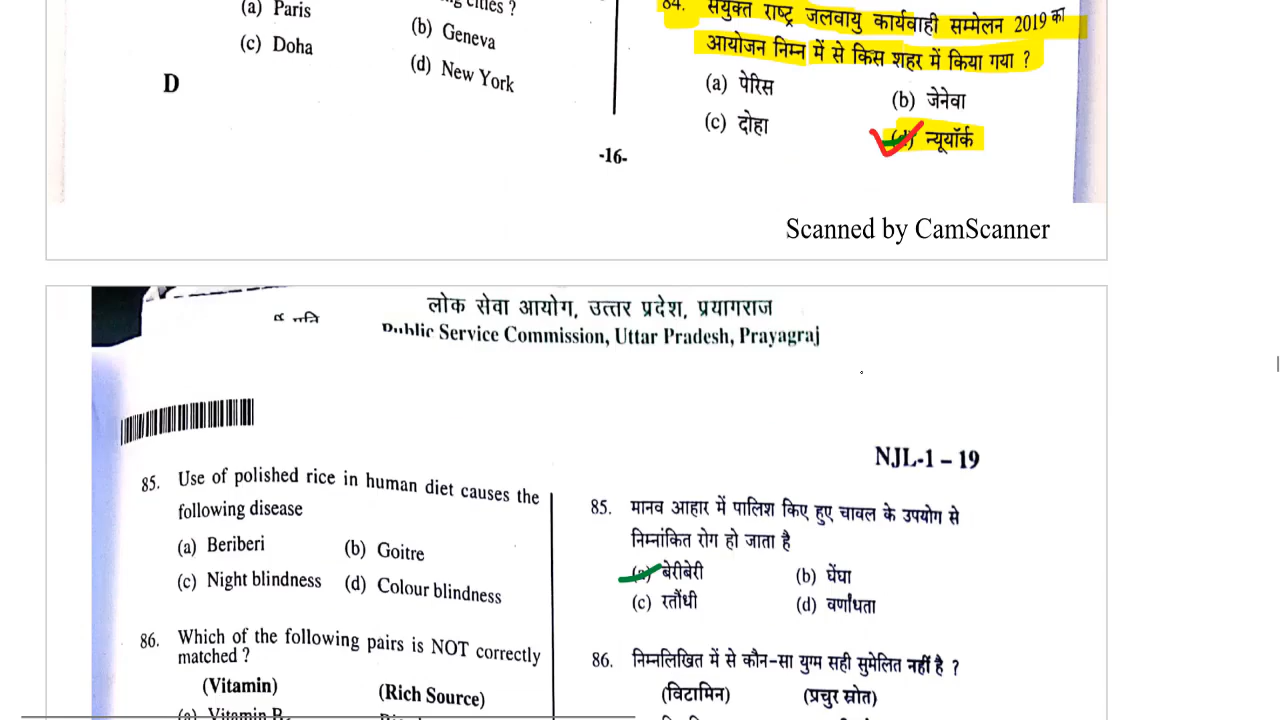 cities ?
(a) Paris
(b) Geneva
(c) Doha
(d) New York
D
84. संयुक्त राष्ट्र जलवायु कार्यवाही सम्मेलन 2019 का
आयोजन निम्न में से किस शहर में किया गया ?
(a) पेरिस
(b) जेनेवा
(c) दोहा
(d) न्यूयॉर्क
-16-
Scanned by CamScanner
लोक सेवा आयोग, उत्तर प्रदेश, प्रयागराज
Public Service Commission, Uttar Pradesh, Prayagraj
NJL-1 – 19
85. Use of polished rice in human diet causes the
following disease
(a) Beriberi (b) Goitre
(c) Night blindness (d) Colour blindness
86. Which of the following pairs is NOT correctly
matched ?
(Vitamin) (Rich Source)
(a) Vitamin B
85. मानव आहार में पालिश किए हुए चावल के उपयोग से
निम्नांकित रोग हो जाता है
(a) बेरीबेरी (b) घेंघा
(c) रतौंधी (d) वर्णांधता
86. निम्नलिखित में से कौन-सा युग्म सही सुमेलित नहीं है ?
(विटामिन) (प्रचुर स्रोत)